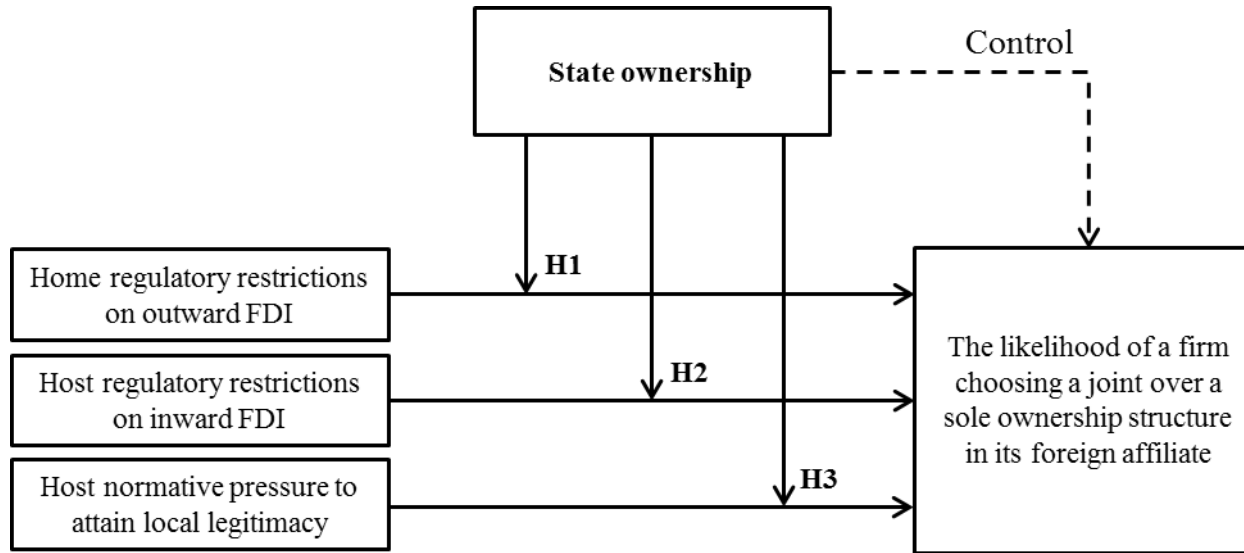 Control
State ownership
H1
Home regulatory restrictions
on outward FDI
H2
Host regulatory restrictions
on inward FDI
H3
Host normative pressure to
attain local legitimacy
The likelihood of a firm
choosing a joint over a
sole ownership structure
in its foreign affiliate